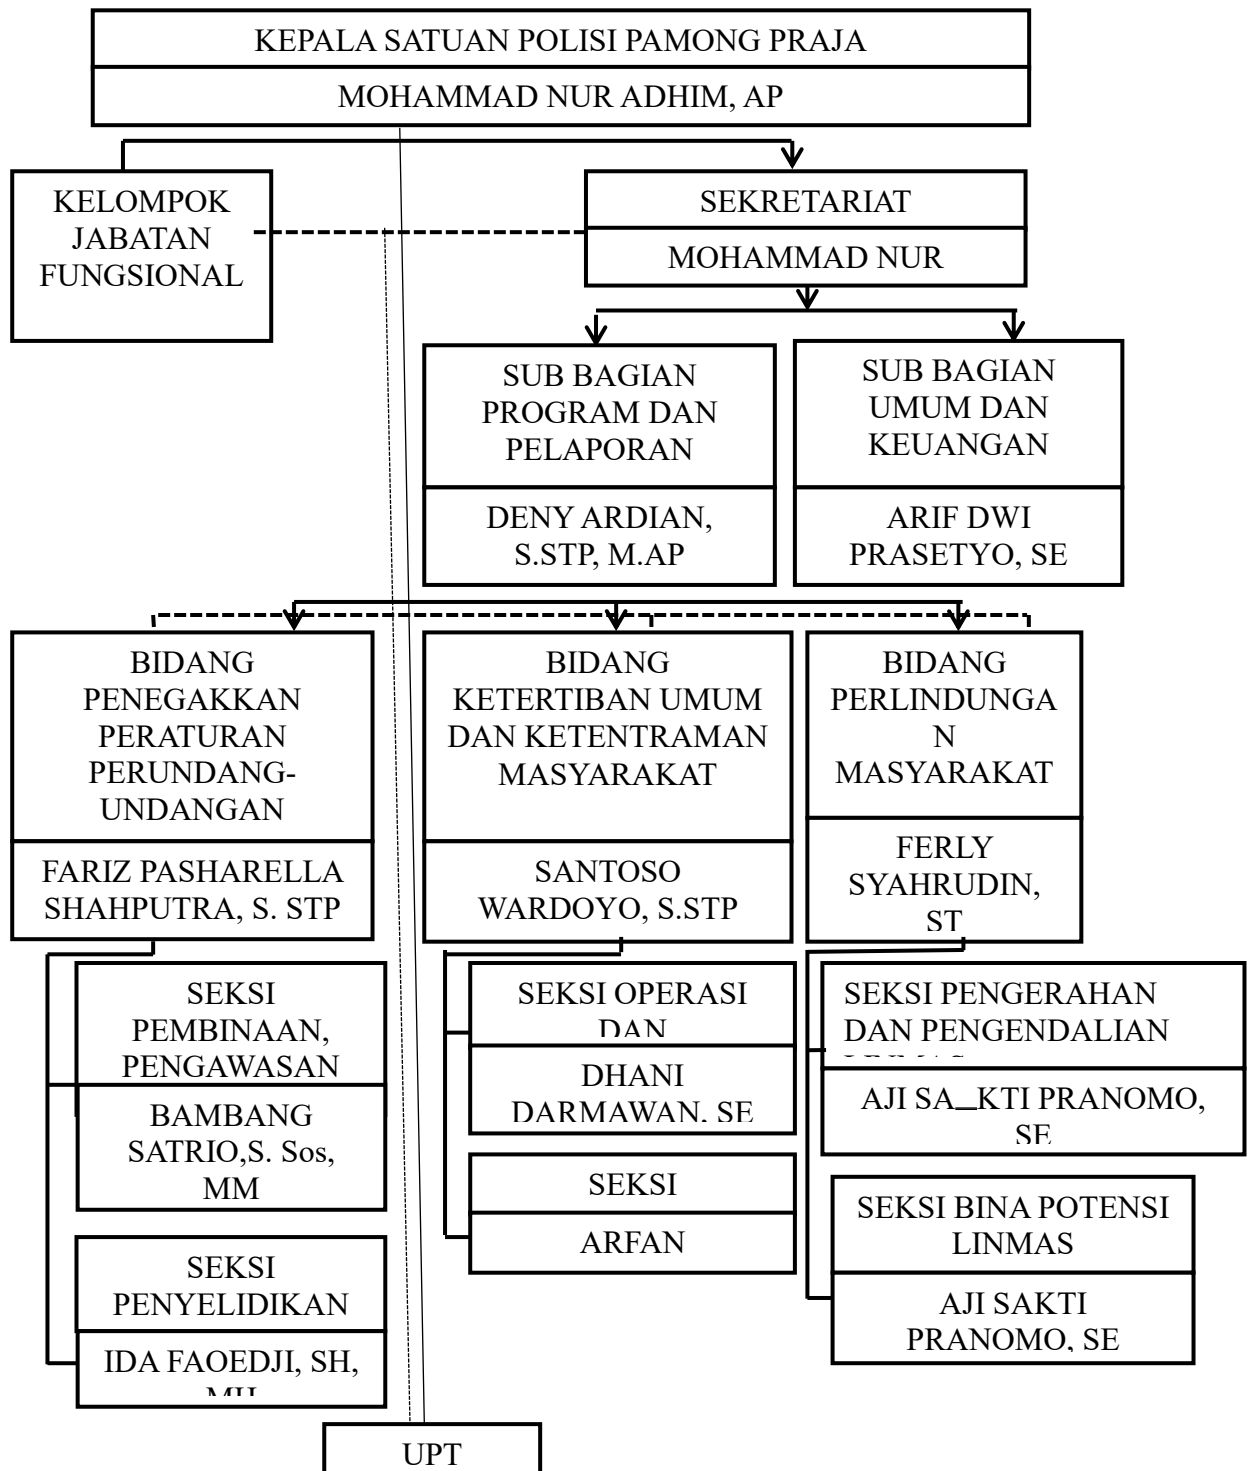 KEPALA SATUAN POLISI PAMONG PRAJA
MOHAMMAD NUR ADHIM, AP
KELOMPOK
JABATAN
FUNGSIONAL
SEKRETARIAT
MOHAMMAD NUR
SUB BAGIAN
PROGRAM DAN
PELAPORAN
DENY ARDIAN,
S.STP, M.AP
SUB BAGIAN
UMUM DAN
KEUANGAN
ARIF DWI
PRASETYO, SE
BIDANG
PENEGAKKAN
PERATURAN
PERUNDANG-
UNDANGAN
FARIZ PASHARELLA
SHAHPUTRA, S. STP
BIDANG
KETERTIBAN UMUM
DAN KETENTRAMAN
MASYARAKAT
SANTOSO
WARDOYO, S.STP
BIDANG
PERLINDUNGA
N
MASYARAKAT
FERLY
SYAHRUDIN,
ST
SEKSI
PEMBINAAN,
PENGAWASAN
BAMBANG
SATRIO,S. Sos,
MM
SEKSI
PENYELIDIKAN
IDA FAOEDJI, SH,
MH
SEKSI OPERASI
DAN
DHANI
DARMAWAN, SE
SEKSI
ARFAN
SEKSI PENGERAHAN
DAN PENGENDALIAN
LINMAS
AJI SA_KTI PRANOMO,
SE
SEKSI BINA POTENSI
LINMAS
AJI SAKTI
PRANOMO, SE
UPT